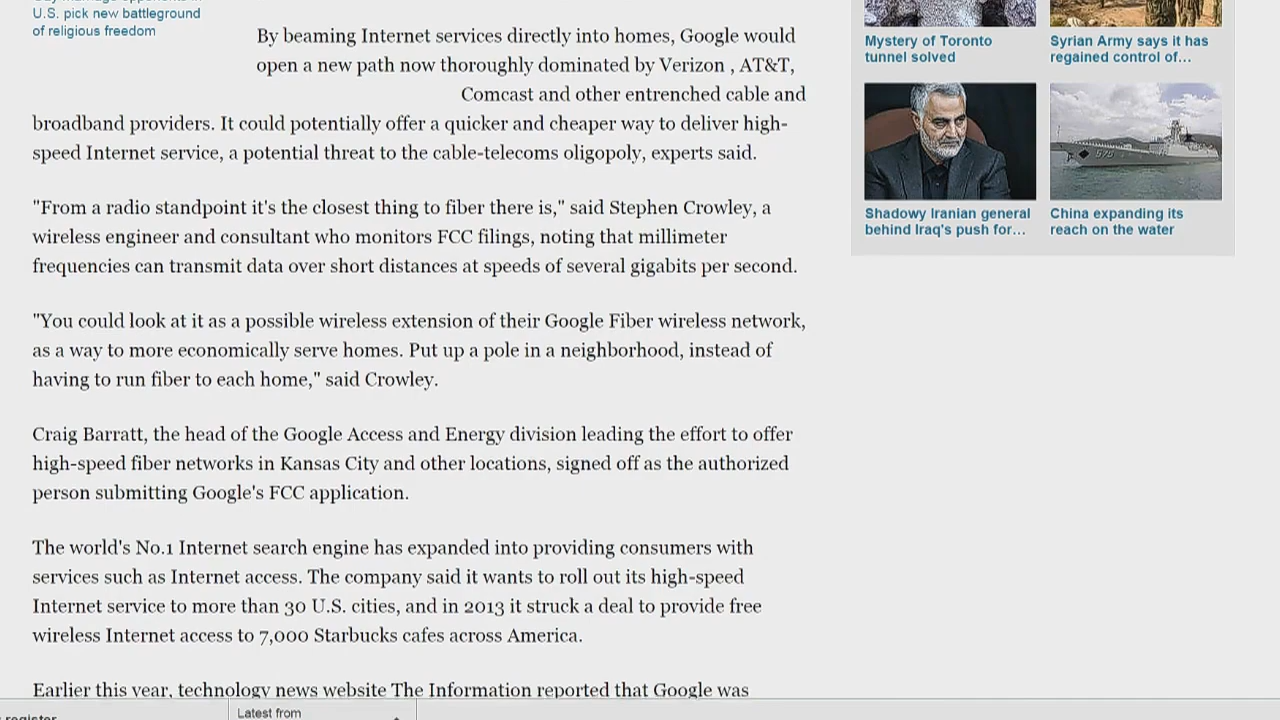 U.S. pick new battleground
of religious freedom
By beaming Internet services directly into homes, Google would
open a new path now thoroughly dominated by Verizon , AT&T,
Comcast and other entrenched cable and
broadband providers. It could potentially offer a quicker and cheaper way to deliver high-
speed Internet service, a potential threat to the cable-telecoms oligopoly, experts said.
"From a radio standpoint it's the closest thing to fiber there is," said Stephen Crowley, a
wireless engineer and consultant who monitors FCC filings, noting that millimeter
frequencies can transmit data over short distances at speeds of several gigabits per second.
"You could look at it as a possible wireless extension of their Google Fiber wireless network,
as a way to more economically serve homes. Put up a pole in a neighborhood, instead of
having to run fiber to each home," said Crowley.
Craig Barratt, the head of the Google Access and Energy division leading the effort to offer
high-speed fiber networks in Kansas City and other locations, signed off as the authorized
person submitting Google's FCC application.
The world's No.1 Internet search engine has expanded into providing consumers with
services such as Internet access. The company said it wants to roll out its high-speed
Internet service to more than 30 U.S. cities, and in 2013 it struck a deal to provide free
wireless Internet access to 7,000 Starbucks cafes across America.
Earlier this year, technology news website The Information reported that Google was
Mystery of Toronto
tunnel solved
Syrian Army says it has
regained control of...
575
Shadowy Iranian general
behind Iraq's push for...
China expanding its
reach on the water
register
Latest from